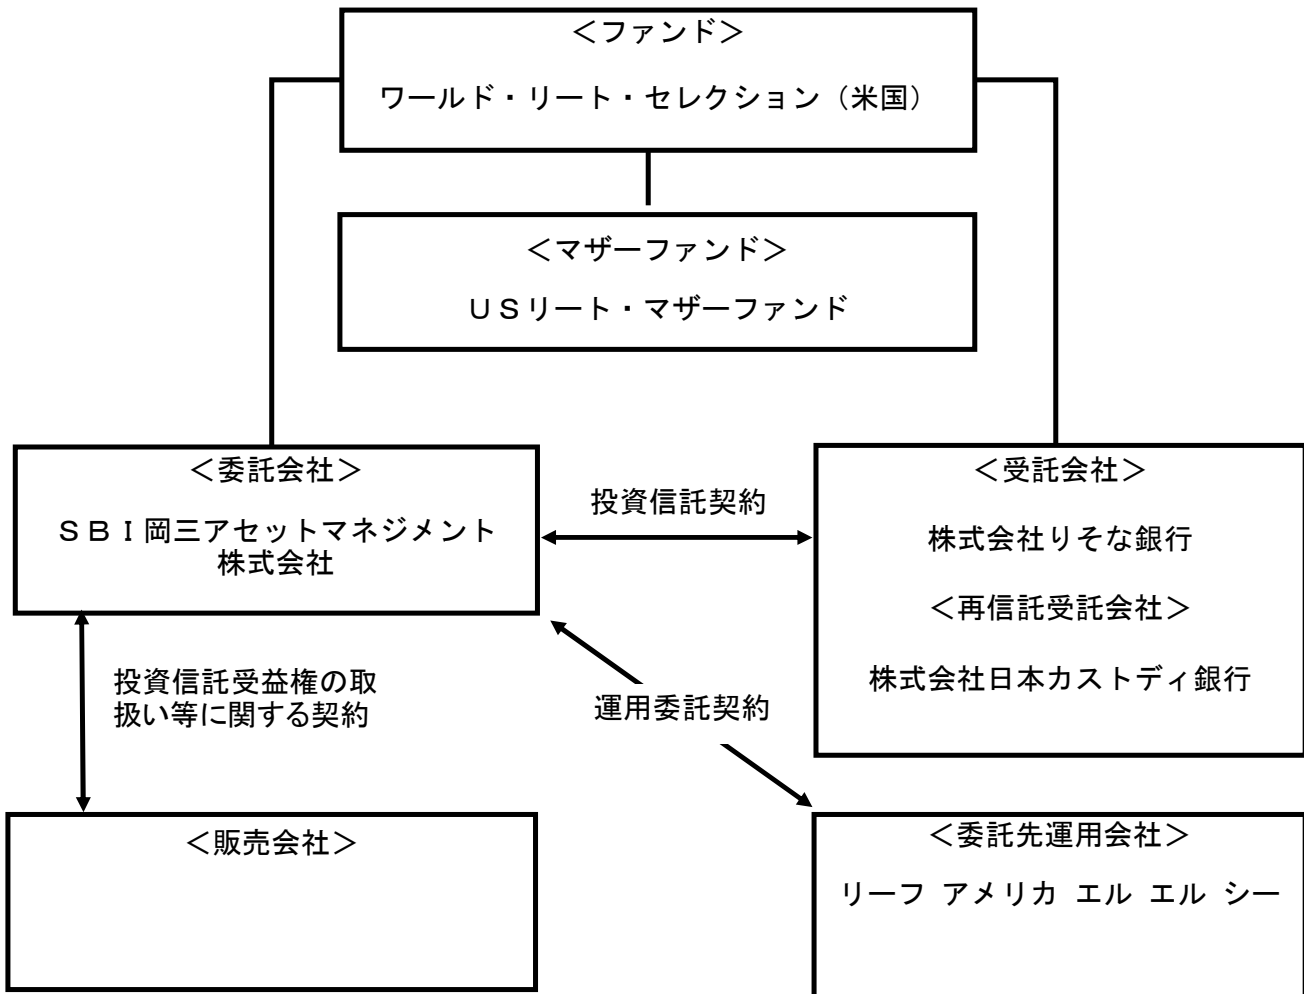 ＜ファンド＞
ワールド・リート・セレクション（米国）
＜マザーファンド＞
ＵＳリート・マザーファンド
＜委託会社＞
ＳＢＩ岡三アセットマネジメント
株式会社
投資信託契約
＜受託会社＞
株式会社りそな銀行
＜再信託受託会社＞
株式会社日本カストディ銀行
投資信託受益権の取
扱い等に関する契約
運用委託契約
＜販売会社＞
＜委託先運用会社＞
リーフ アメリカ エル エル シー